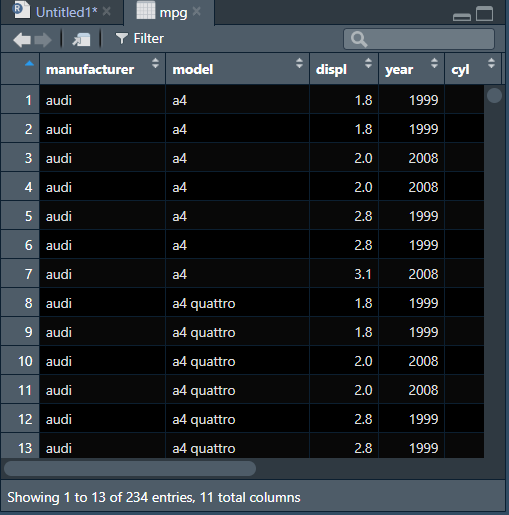 Untitled1* mpg
Filter
manufacturer model displ year cyl
1 audi a4 1.8 1999
2 audi a4 1.8 1999
3 audi a4 2.0 2008
4 audi a4 2.0 2008
5 audi a4 2.8 1999
6 audi a4 2.8 1999
7 audi a4 3.1 2008
8 audi a4 quattro 1.8 1999
9 audi a4 quattro 1.8 1999
10 audi a4 quattro 2.0 2008
11 audi a4 quattro 2.0 2008
12 audi a4 quattro 2.8 1999
13 audi a4 quattro 2.8 1999
Showing 1 to 13 of 234 entries, 11 total columns